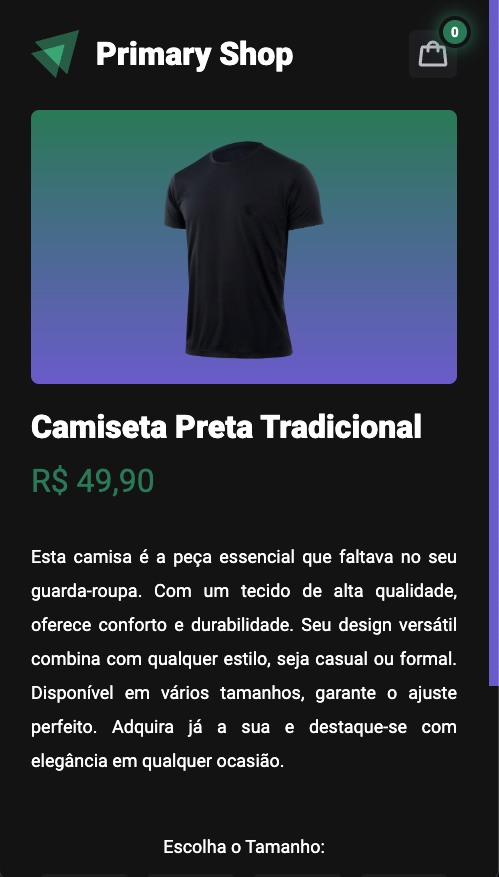 Primary Shop
0
Camiseta Preta Tradicional
R$ 49,90
Esta camisa é a peça essencial que faltava no seu
guarda-roupa. Com um tecido de alta qualidade,
oferece conforto e durabilidade. Seu design versátil
combina com qualquer estilo, seja casual ou formal.
Disponível em vários tamanhos, garante o ajuste
perfeito. Adquira já a sua e destaque-se com
elegância em qualquer ocasião.
Escolha o Tamanho: